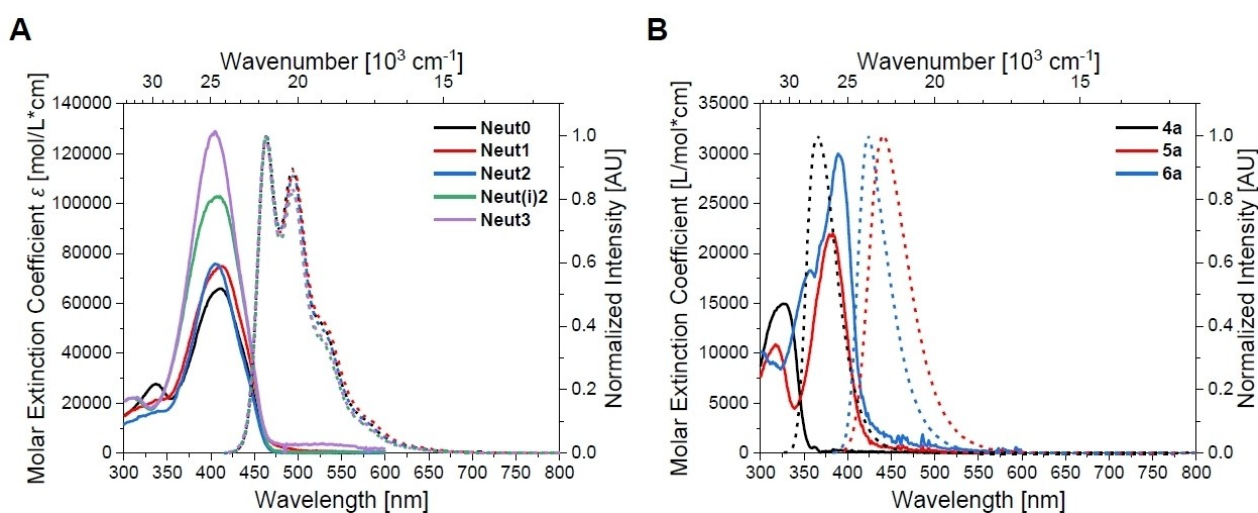 A
Wavenumber [10³ cm⁻¹]
30 25 20 15
Molar Extinction Coefficient ε [mol/L*cm]
140000
120000
100000
80000
60000
40000
20000
0
Neut0
Neut1
Neut2
Neut(i)2
Neut3
1.0
0.8
0.6
0.4
0.2
0.0
Normalized Intensity [AU]
300 350 400 450 500 550 600 650 700 750 800
Wavelength [nm]
B
Wavenumber [10³ cm⁻¹]
30 25 20 15
Molar Extinction Coefficient [L/mol*cm]
35000
30000
25000
20000
15000
10000
5000
0
4a
5a
6a
1.0
0.8
0.6
0.4
0.2
0.0
Normalized Intensity [AU]
300 350 400 450 500 550 600 650 700 750 800
Wavelength [nm]